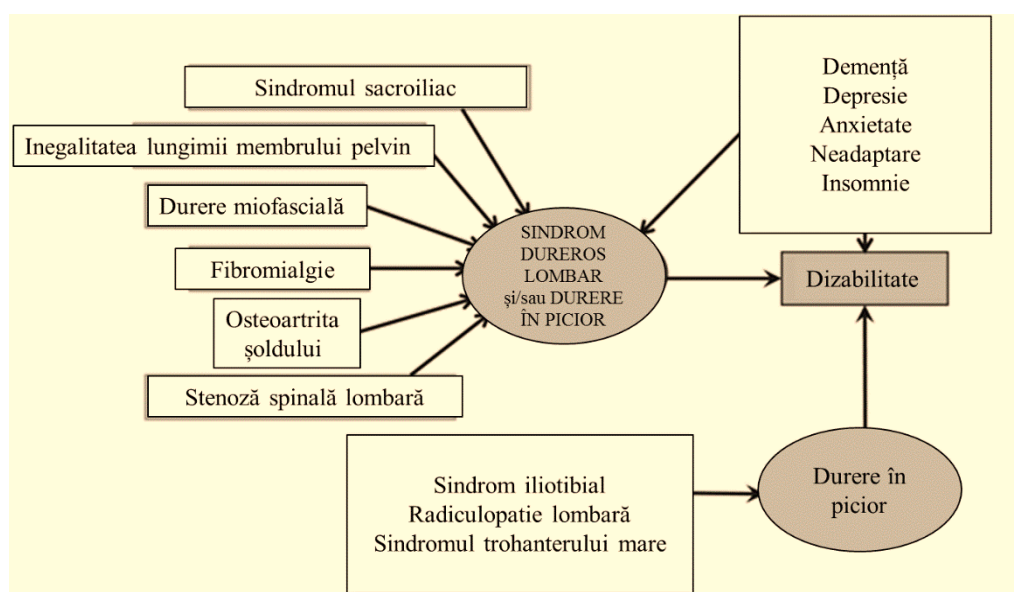 Sindromul sacroiliac
Inegalitatea lungimii membrului pelvin
Durere miofascială
Fibromialgie
Osteoartrita
șoldului
Stenoză spinală lombară
SINDROM
DUREROS
LOMBAR
și/sau DURERE
ÎN PICIOR
Demență
Depresie
Anxietate
Neadaptare
Insomnie
Dizabilitate
Sindrom iliotibial
Radiculopatie lombară
Sindromul trohanterului mare
Durere în
picior